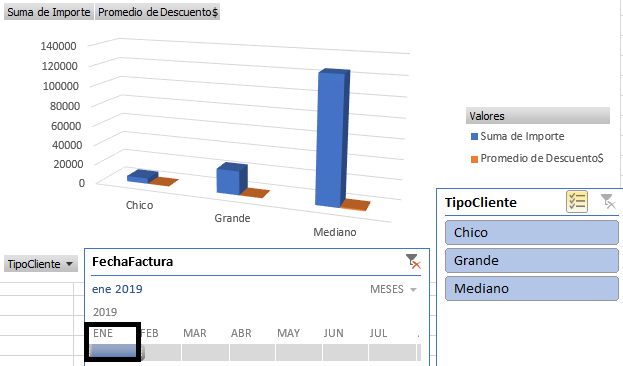 Suma de Importe Promedio de Descuento$
140000
120000
100000
80000
60000
40000
20000
0
Chico
Grande
Mediano
Valores
Suma de Importe
Promedio de Descuento$
TipoCliente
Chico
Grande
Mediano
TipoCliente
FechaFactura
ene 2019
MESES
2019
ENE FEB MAR ABR MAY JUN JUL